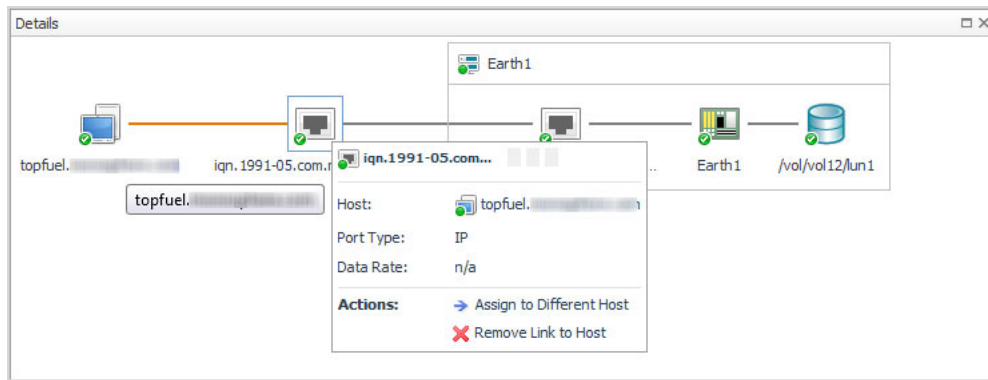 Details
Earth1
topfuel.
iqn.1991-05.com.
...
Earth1
/vol/vol12/lun1
topfuel.
iqn.1991-05.com...
Host: topfuel.
Port Type: IP
Data Rate: n/a
Actions: Assign to Different Host
Remove Link to Host